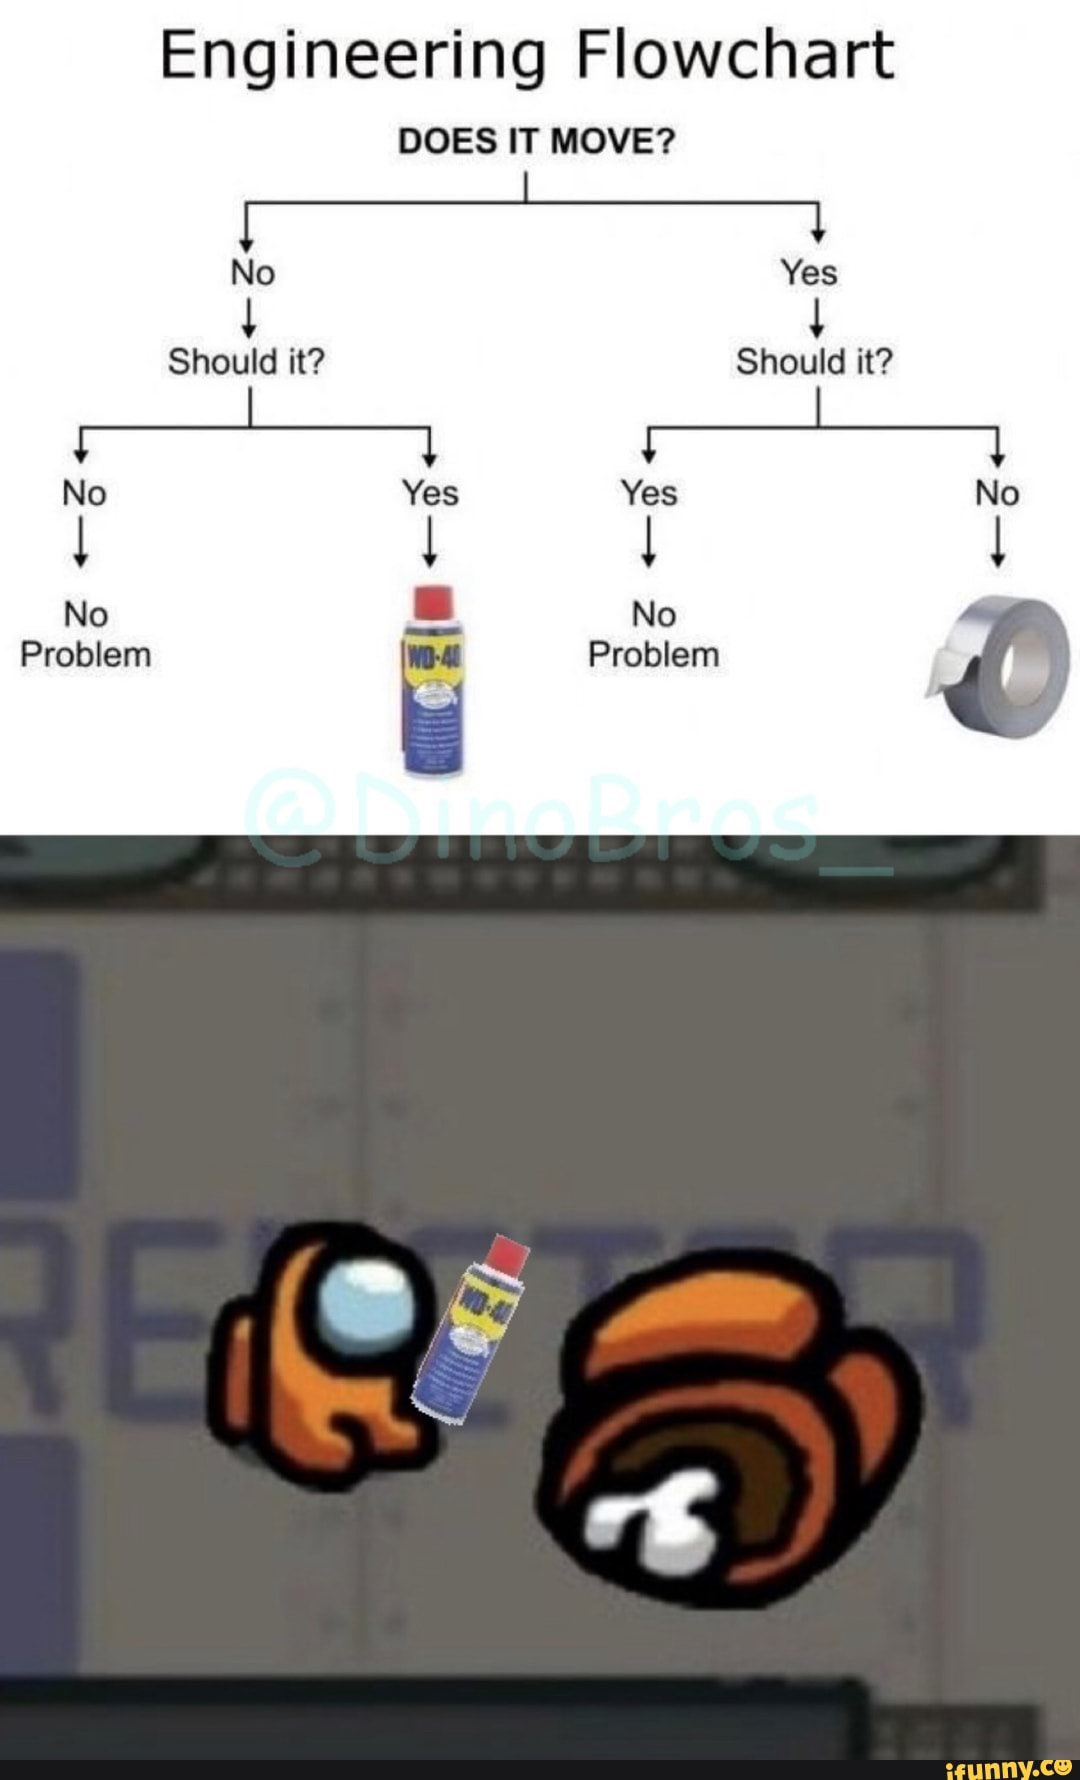 Engineering Flowchart
DOES IT MOVE?
No
Yes
Should it?
Should it?
No
Yes
Yes
No
No
Problem
WD-40
No
Problem
@DinoBros_
REACTOR
WD-40
ifunny.co